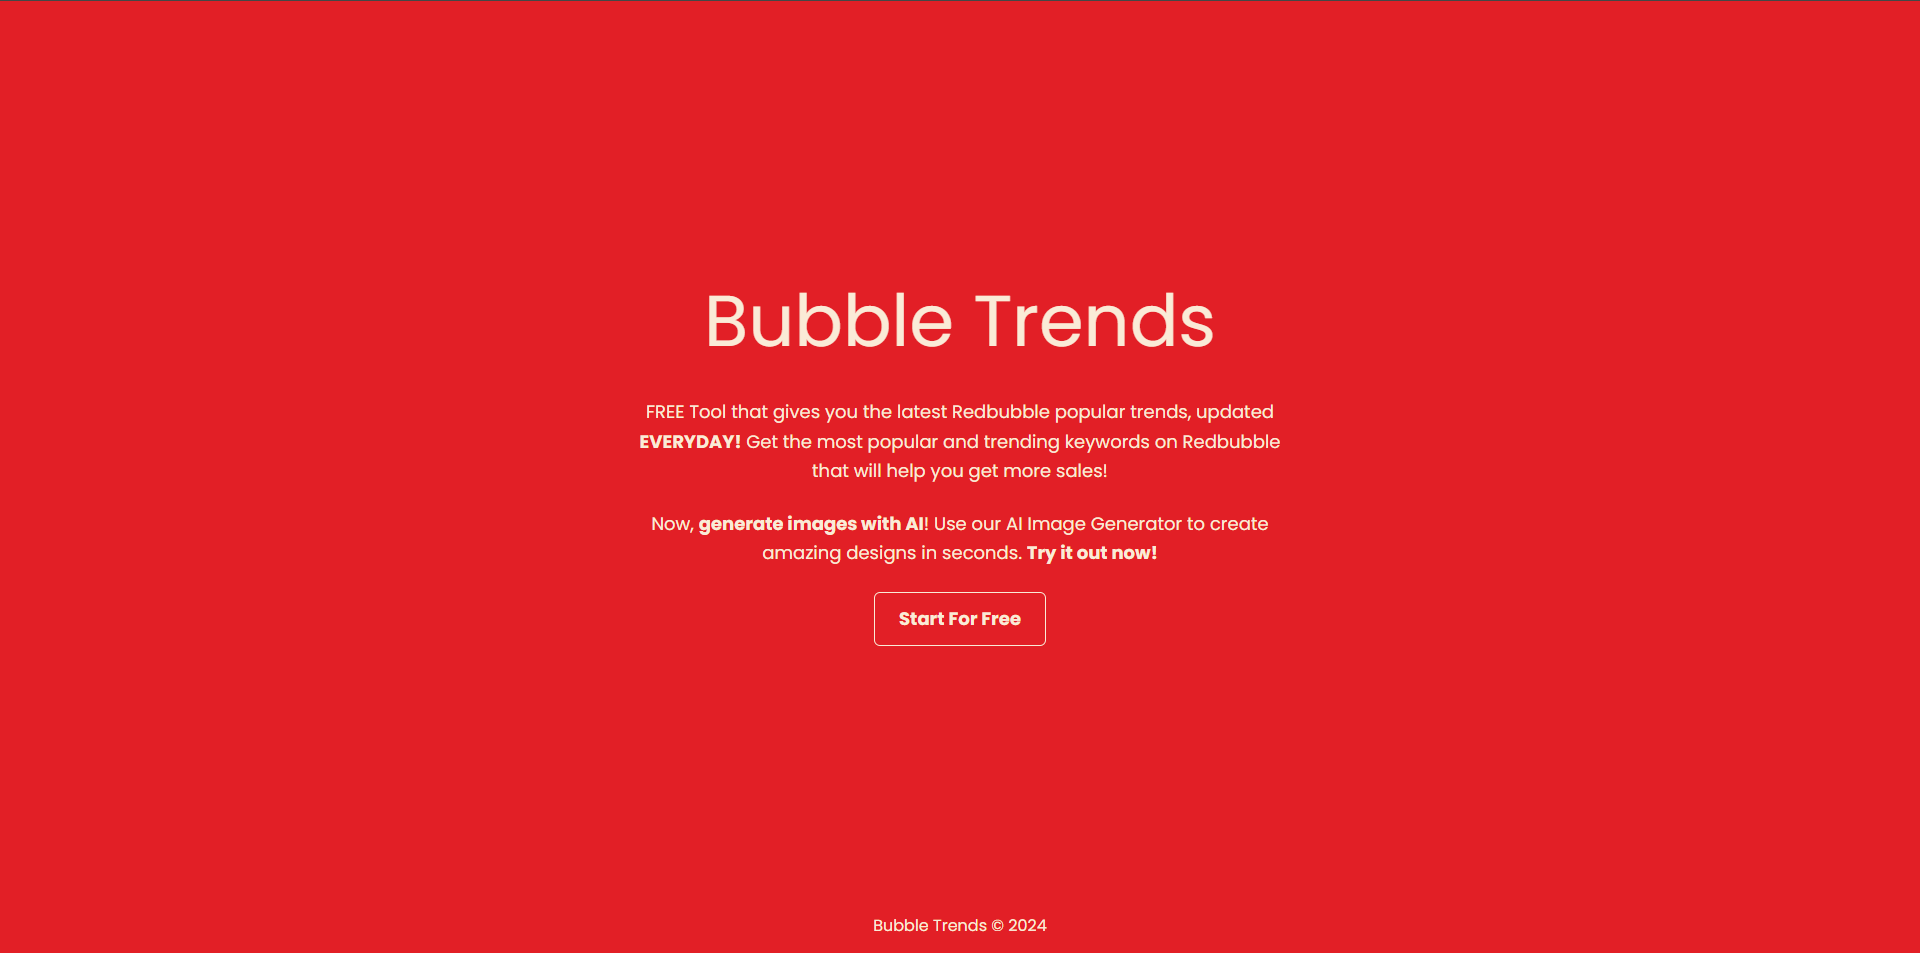 Bubble Trends
FREE Tool that gives you the latest Redbubble popular trends, updated
EVERYDAY! Get the most popular and trending keywords on Redbubble
that will help you get more sales!
Now, generate images with AI! Use our AI Image Generator to create
amazing designs in seconds. Try it out now!
Start For Free
Bubble Trends © 2024